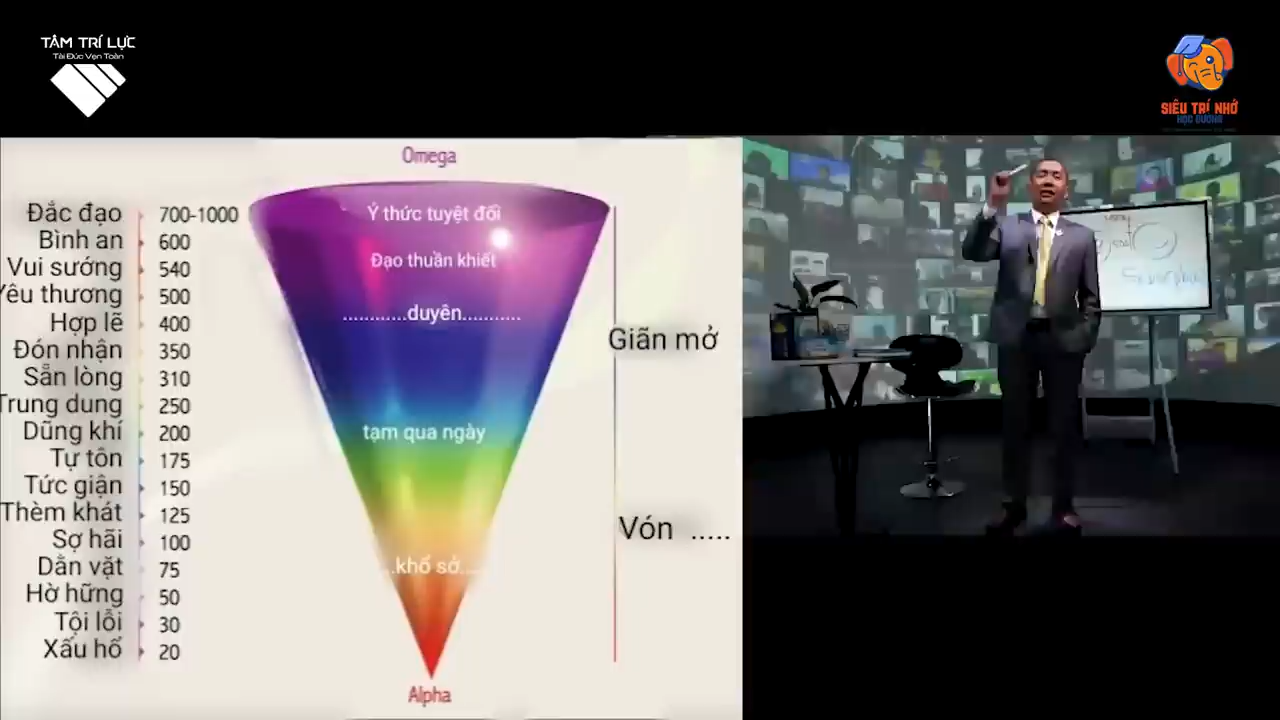 TÂM TRÍ LỰC
Tài Đức Vẹn Toàn
SIÊU TRÍ NHỚ
HỌC ĐƯỜNG
Omega
Đắc đạo 700-1000
Bình an 600
Vui sướng 540
Yêu thương 500
Hợp lẽ 400
Đón nhận 350
Sẵn lòng 310
Trung dung 250
Dũng khí 200
Tự tôn 175
Tức giận 150
Thèm khát 125
Sợ hãi 100
Dằn vặt 75
Hờ hững 50
Tội lỗi 30
Xấu hổ 20
Ý thức tuyệt đối
Đạo thuần khiết
............duyên...........
tạm qua ngày
..khổ sở....
Alpha
Giãn mở
Vón .....